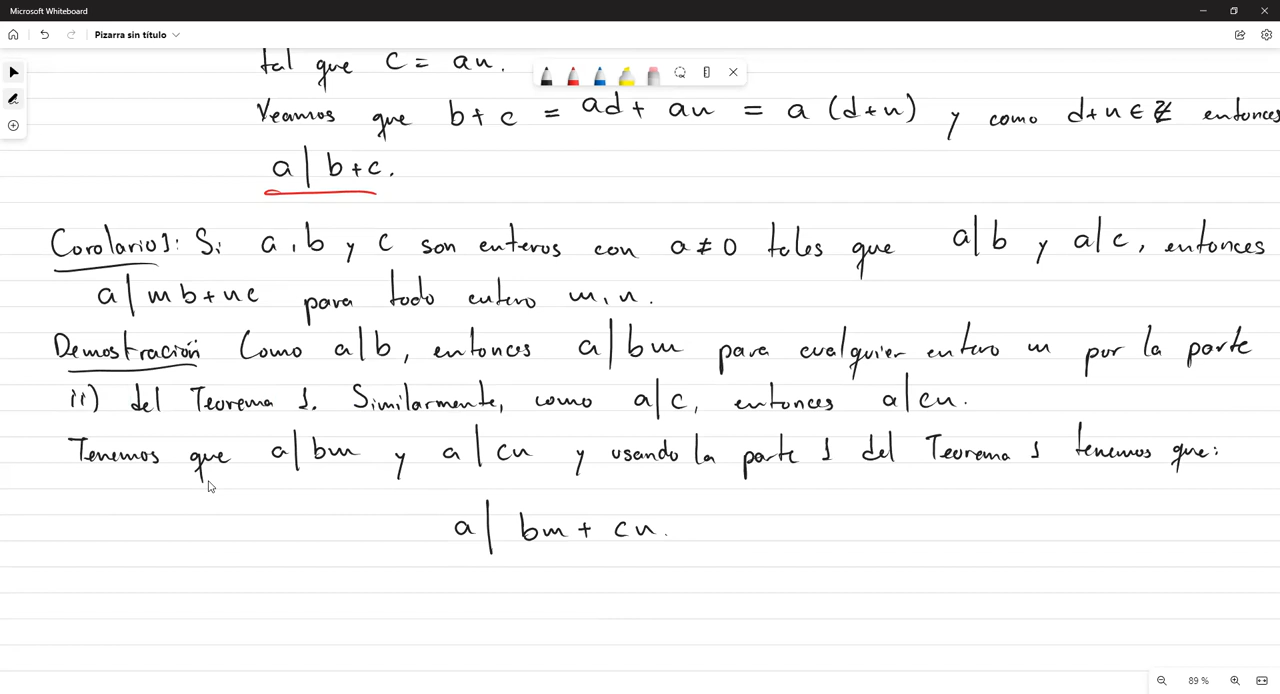 Microsoft Whiteboard
Pizarra sin título
tal que c = an.
Veamos que b+c = ad + an = a (d+n) y como d+n ∈ ℤ entonces
a | b+c.
Corolario 1: Si a, b y c son enteros con a ≠ 0 tales que a|b y a|c, entonces
a | mb+nc para todo entero m, n.
Demostración Como a|b, entonces a | bm para cualquier entero m por la parte
ii) del Teorema 1. Similarmente, como a|c, entonces a|cn.
Tenemos que a|bm y a|cn y usando la parte 1 del Teorema 1 tenemos que:
a | bm + cn.
89 %